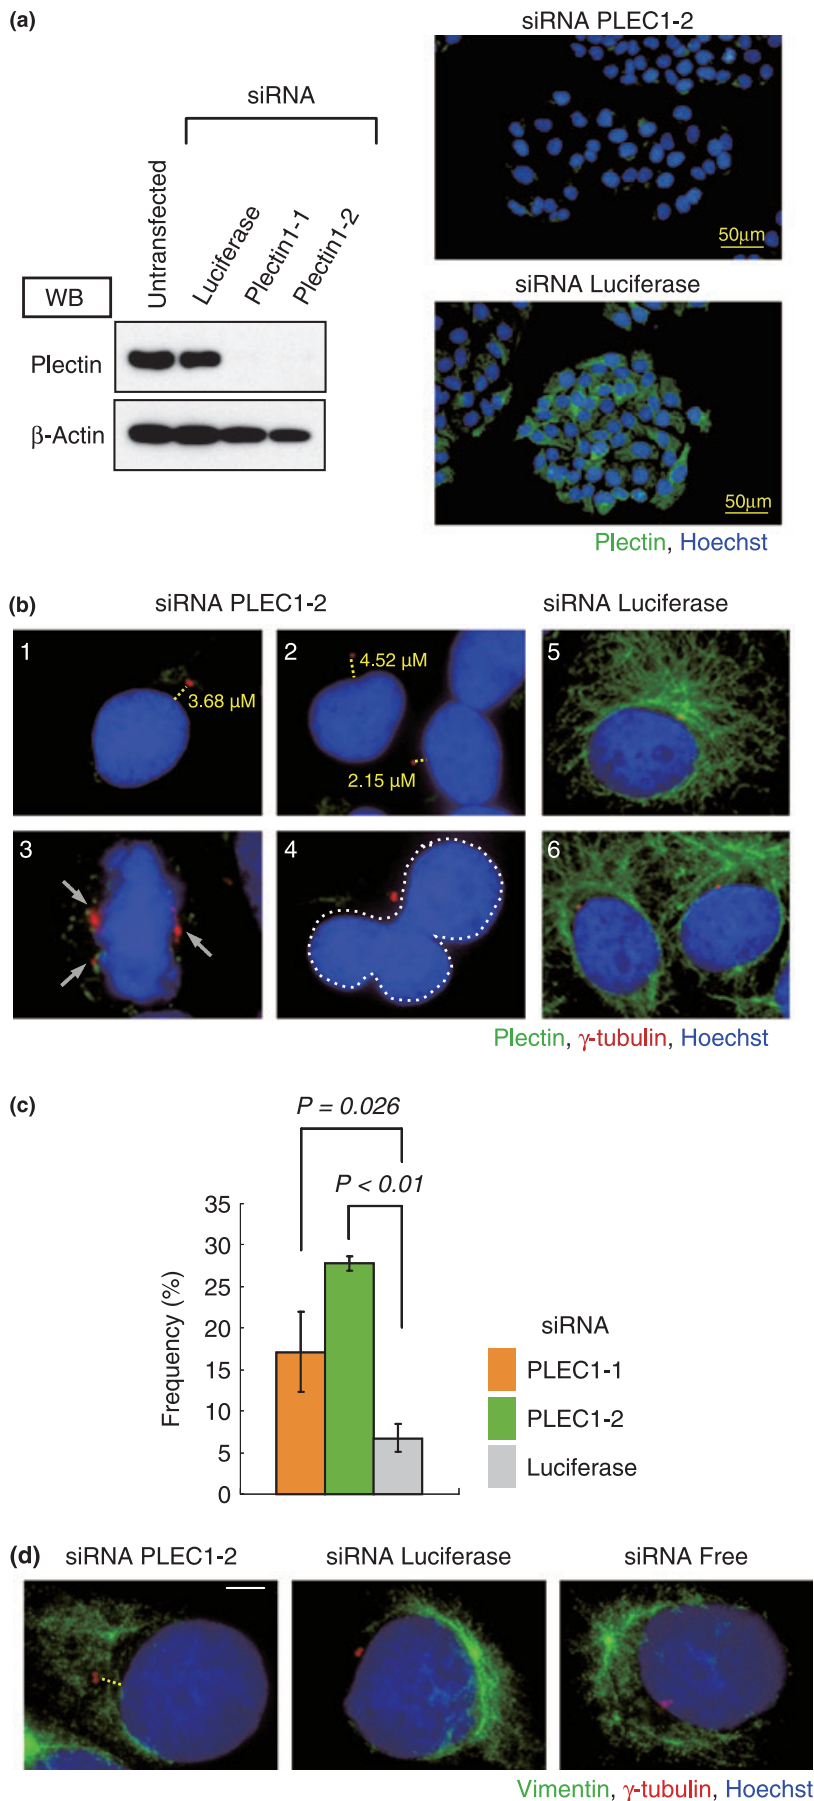 (a)
siRNA PLEC1-2
siRNA
Untransfected
Luciferase
Plectin1-1
Plectin1-2
WB
Plectin
β-Actin
50μm
siRNA Luciferase
50μm
Plectin, Hoechst
(b)
siRNA PLEC1-2
siRNA Luciferase
1
3.68 μM
2
4.52 μM
2.15 μM
5
3
4
6
Plectin, γ-tubulin, Hoechst
(c)
P = 0.026
P < 0.01
35
30
25
20
15
10
5
0
Frequency (%)
siRNA
PLEC1-1
PLEC1-2
Luciferase
(d)
siRNA PLEC1-2
siRNA Luciferase
siRNA Free
Vimentin, γ-tubulin, Hoechst